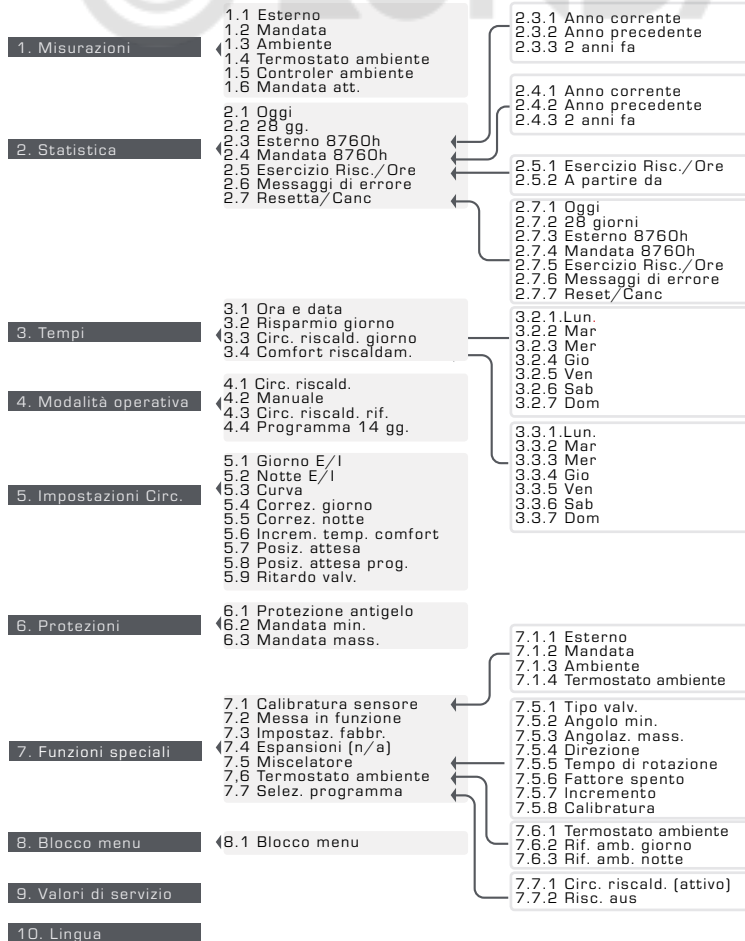 1. Misurazioni
1.1 Esterno
1.2 Mandata
1.3 Ambiente
1.4 Termostato ambiente
1.5 Controler ambiente
1.6 Mandata att.
2. Statistica
2.1 Oggi
2.2 28 gg.
2.3 Esterno 8760h
2.4 Mandata 8760h
2.5 Esercizio Risc./Ore
2.6 Messaggi di errore
2.7 Resetta/Canc
2.3.1 Anno corrente
2.3.2 Anno precedente
2.3.3 2 anni fa
2.4.1 Anno corrente
2.4.2 Anno precedente
2.4.3 2 anni fa
2.5.1 Esercizio Risc./Ore
2.5.2 A partire da
2.7.1 Oggi
2.7.2 28 giorni
2.7.3 Esterno 8760h
2.7.4 Mandata 8760h
2.7.5 Esercizio Risc./Ore
2.7.6 Messaggi di errore
2.7.7 Reset/Canc
3. Tempi
3.1 Ora e data
3.2 Risparmio giorno
3.3 Circ. riscald. giorno
3.4 Comfort riscaldam.
3.2.1.Lun.
3.2.2 Mar
3.2.3 Mer
3.2.4 Gio
3.2.5 Ven
3.2.6 Sab
3.2.7 Dom
3.3.1.Lun.
3.3.2 Mar
3.3.3 Mer
3.3.4 Gio
3.3.5 Ven
3.3.6 Sab
3.3.7 Dom
4. Modalità operativa
4.1 Circ. riscald.
4.2 Manuale
4.3 Circ. riscald. rif.
4.4 Programma 14 gg.
5. Impostazioni Circ.
5.1 Giorno E/I
5.2 Notte E/I
5.3 Curva
5.4 Correz. giorno
5.5 Correz. notte
5.6 Increm. temp. comfort
5.7 Posiz. attesa
5.8 Posiz. attesa prog.
5.9 Ritardo valv.
6. Protezioni
6.1 Protezione antigelo
6.2 Mandata min.
6.3 Mandata mass.
7. Funzioni speciali
7.1 Calibratura sensore
7.2 Messa in funzione
7.3 Impostaz. fabbr.
7.4 Espansioni (n/a)
7.5 Miscelatore
7,6 Termostato ambiente
7.7 Selez. programma
7.1.1 Esterno
7.1.2 Mandata
7.1.3 Ambiente
7.1.4 Termostato ambiente
7.5.1 Tipo valv.
7.5.2 Angolo min.
7.5.3 Angolaz. mass.
7.5.4 Direzione
7.5.5 Tempo di rotazione
7.5.6 Fattore spento
7.5.7 Incremento
7.5.8 Calibratura
7.6.1 Termostato ambiente
7.6.2 Rif. amb. giorno
7.6.3 Rif. amb. notte
7.7.1 Circ. riscald. (attivo)
7.7.2 Risc. aus
8. Blocco menu
8.1 Blocco menu
9. Valori di servizio
10. Lingua